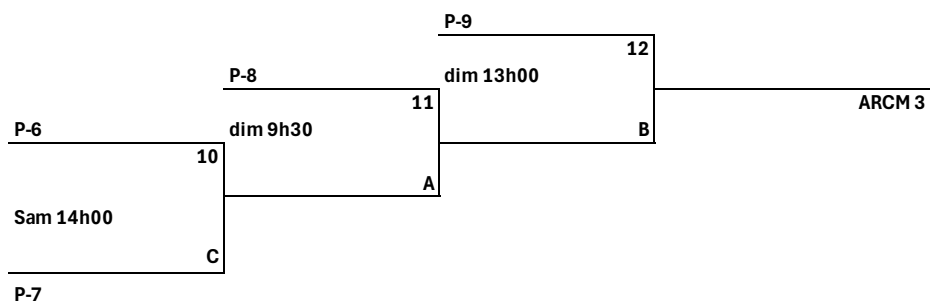 P-9
12
P-8
dim 13h00
11
ARCM 3
P-6
dim 9h30
B
10
A
Sam 14h00
C
P-7